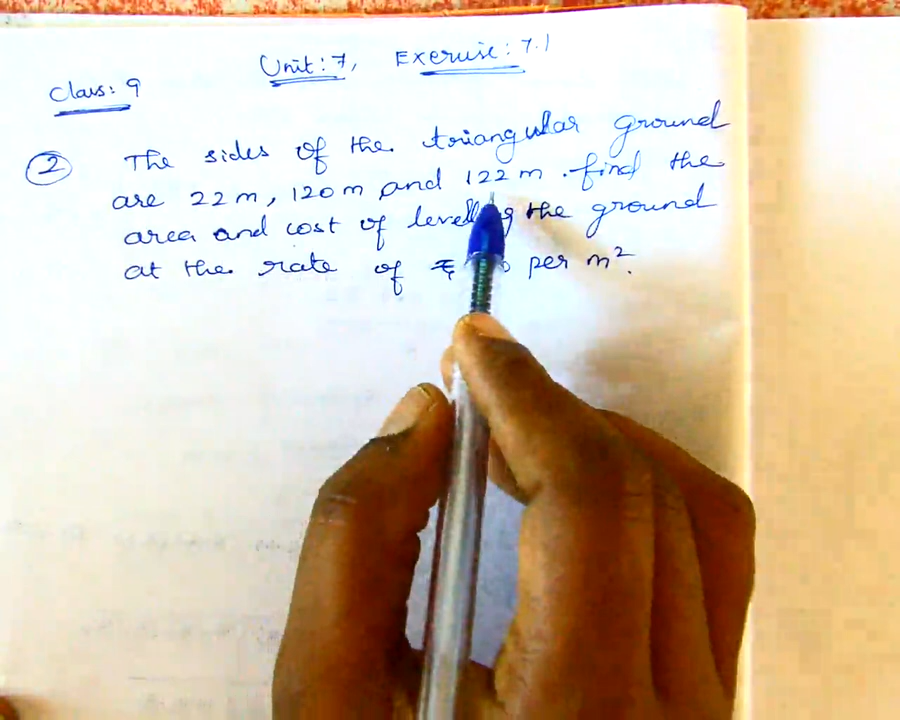 Unit: 7, Exercise: 7.1
Class: 9
② The sides of the triangular ground
are 22 m, 120 m and 122 m. find the
area and cost of levelling the ground
at the rate of ₹ per m².